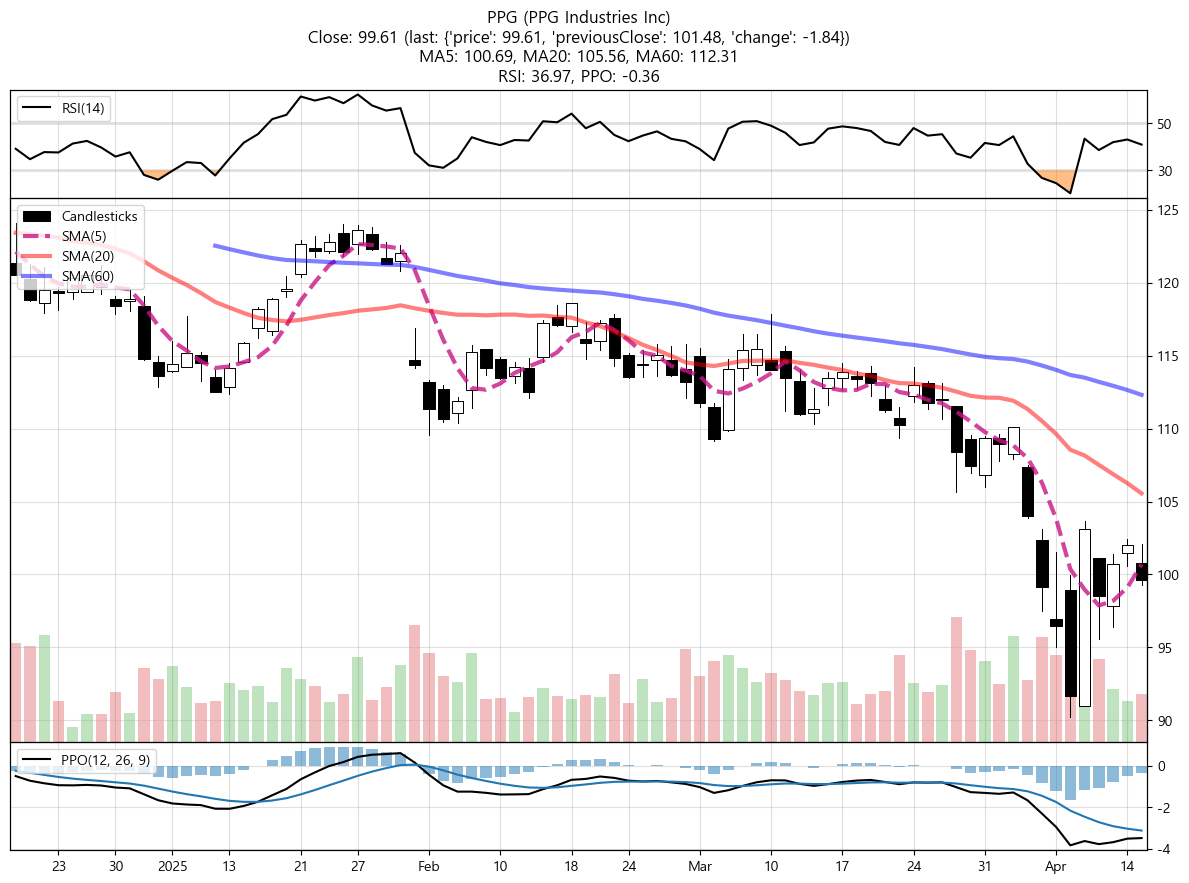 PPG (PPG Industries Inc)
Close: 99.61 (last: {'price': 99.61, 'previousClose': 101.48, 'change': -1.84})
MA5: 100.69, MA20: 105.56, MA60: 112.31
RSI: 36.97, PPO: -0.36
RSI(14)
50
30
Candlesticks
SMA(5)
SMA(20)
SMA(60)
125
120
115
110
105
100
95
90
PPO(12, 26, 9)
0
-2
-4
23 30 2025 13 21 27 Feb 10 18 24 Mar 10 17 24 31 Apr 14